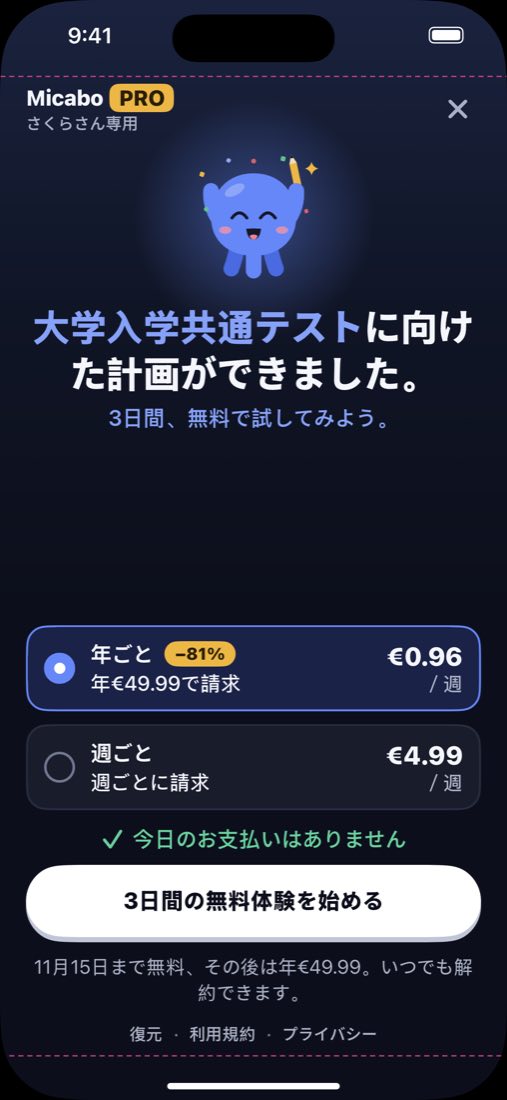 9:41
Micabo PRO
さくらさん専用
大学入学共通テストに向け
た計画ができました。
3日間、無料で試してみよう。
年ごと −81%
€0.96
年€49.99で請求
/ 週
週ごと
€4.99
週ごとに請求
/ 週
今日のお支払いはありません
3日間の無料体験を始める
11月15日まで無料、その後は年€49.99。いつでも解
約できます。
復元 · 利用規約 · プライバシー